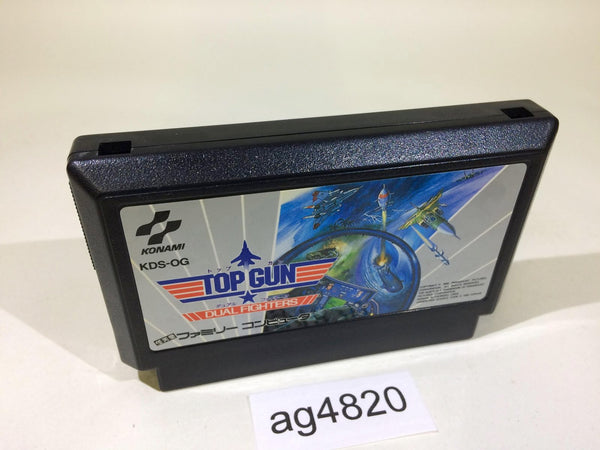 KONAMI
KDS-OG
トップ ガン
TOP GUN
デュアル ファイターズ
DUAL FIGHTERS
ファミリー コンピュータ
ag4820